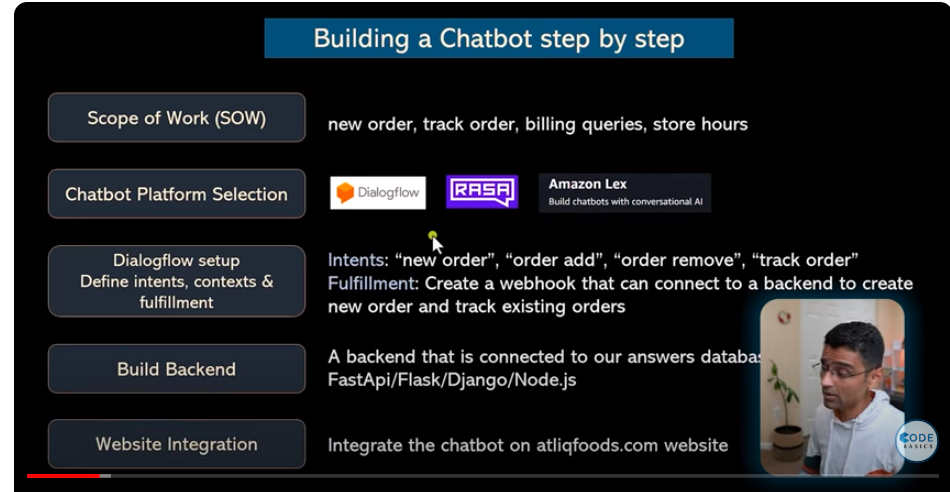 Building a Chatbot step by step
Scope of Work (SOW)
new order, track order, billing queries, store hours
Chatbot Platform Selection
Dialogflow
RASA
Amazon Lex
Build chatbots with conversational AI
Dialogflow setup
Define intents, contexts &
fulfillment
Intents: “new order”, “order add”, “order remove”, “track order”
Fulfillment: Create a webhook that can connect to a backend to create
new order and track existing orders
Build Backend
A backend that is connected to our answers databas
FastApi/Flask/Django/Node.js
Website Integration
Integrate the chatbot on atliqfoods.com website
CODE
BASICS